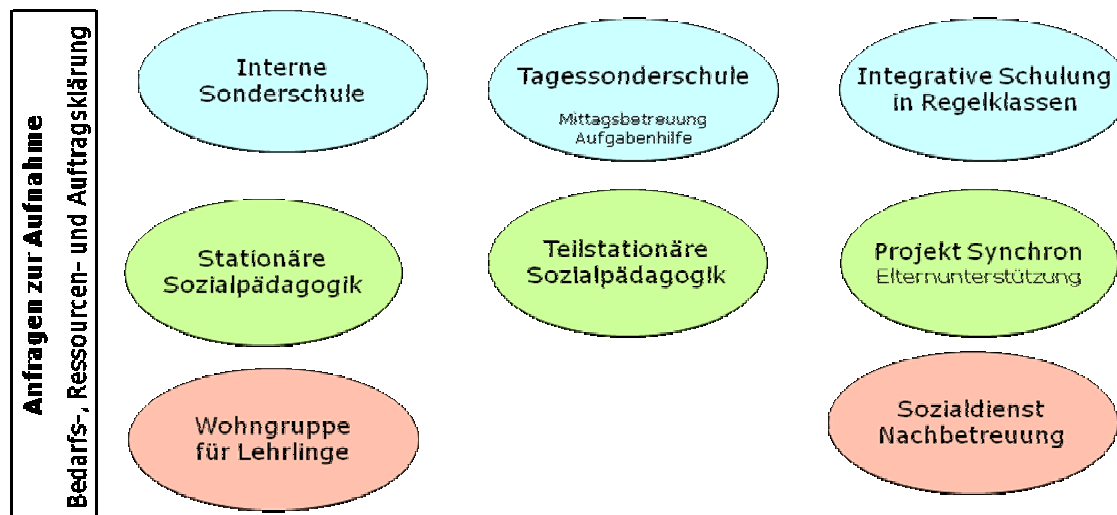 Anfragen zur Aufnahme
Bedarfs-, Ressourcen- und Auftragsklärung
Interne
Sonderschule
Tagessonderschule
Mittagsbetreuung
Aufgabenhilfe
Integrative Schulung
in Regelklassen
Stationäre
Sozialpädagogik
Teilstationäre
Sozialpädagogik
Projekt Synchron
Elternunterstützung
Wohngruppe
für Lehrlinge
Sozialdienst
Nachbetreuung